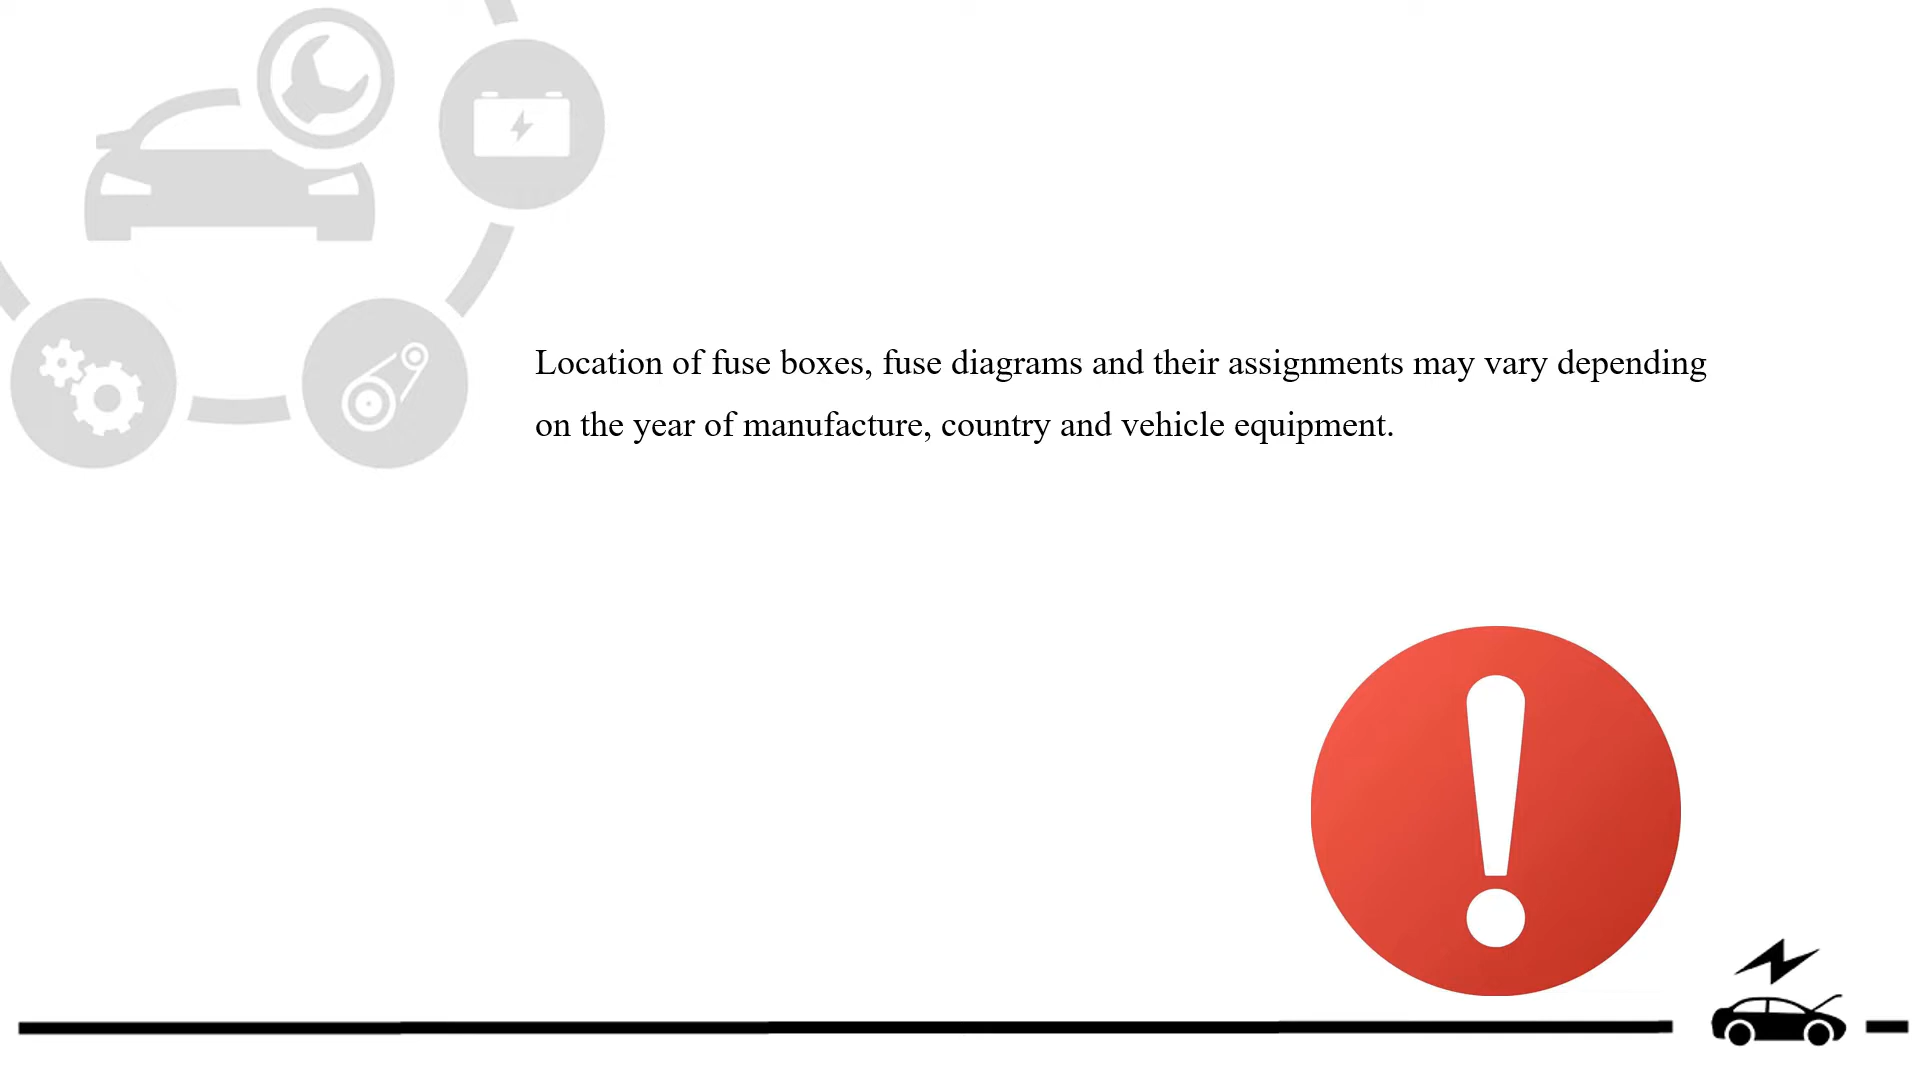 Location of fuse boxes, fuse diagrams and their assignments may vary depending
on the year of manufacture, country and vehicle equipment.